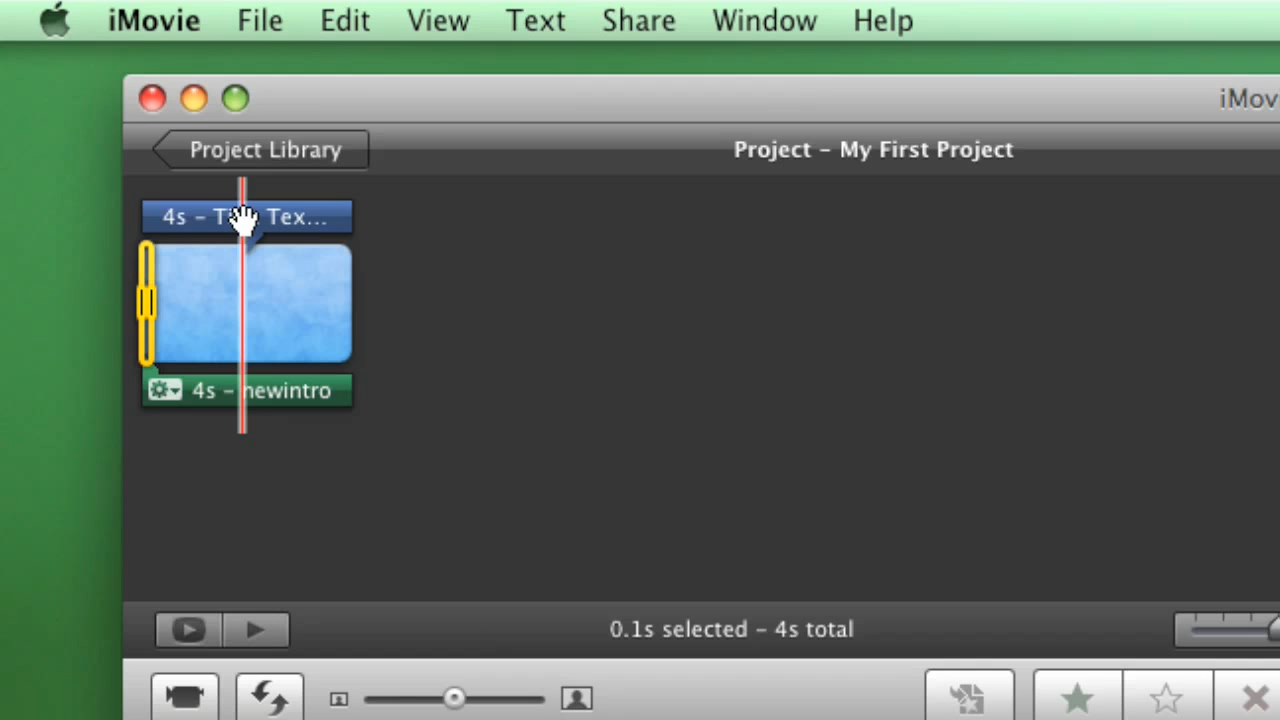 iMovie File Edit View Text Share Window Help
iMov
Project Library
Project - My First Project
4s - T Tex...
4s - newintro
0.1s selected - 4s total